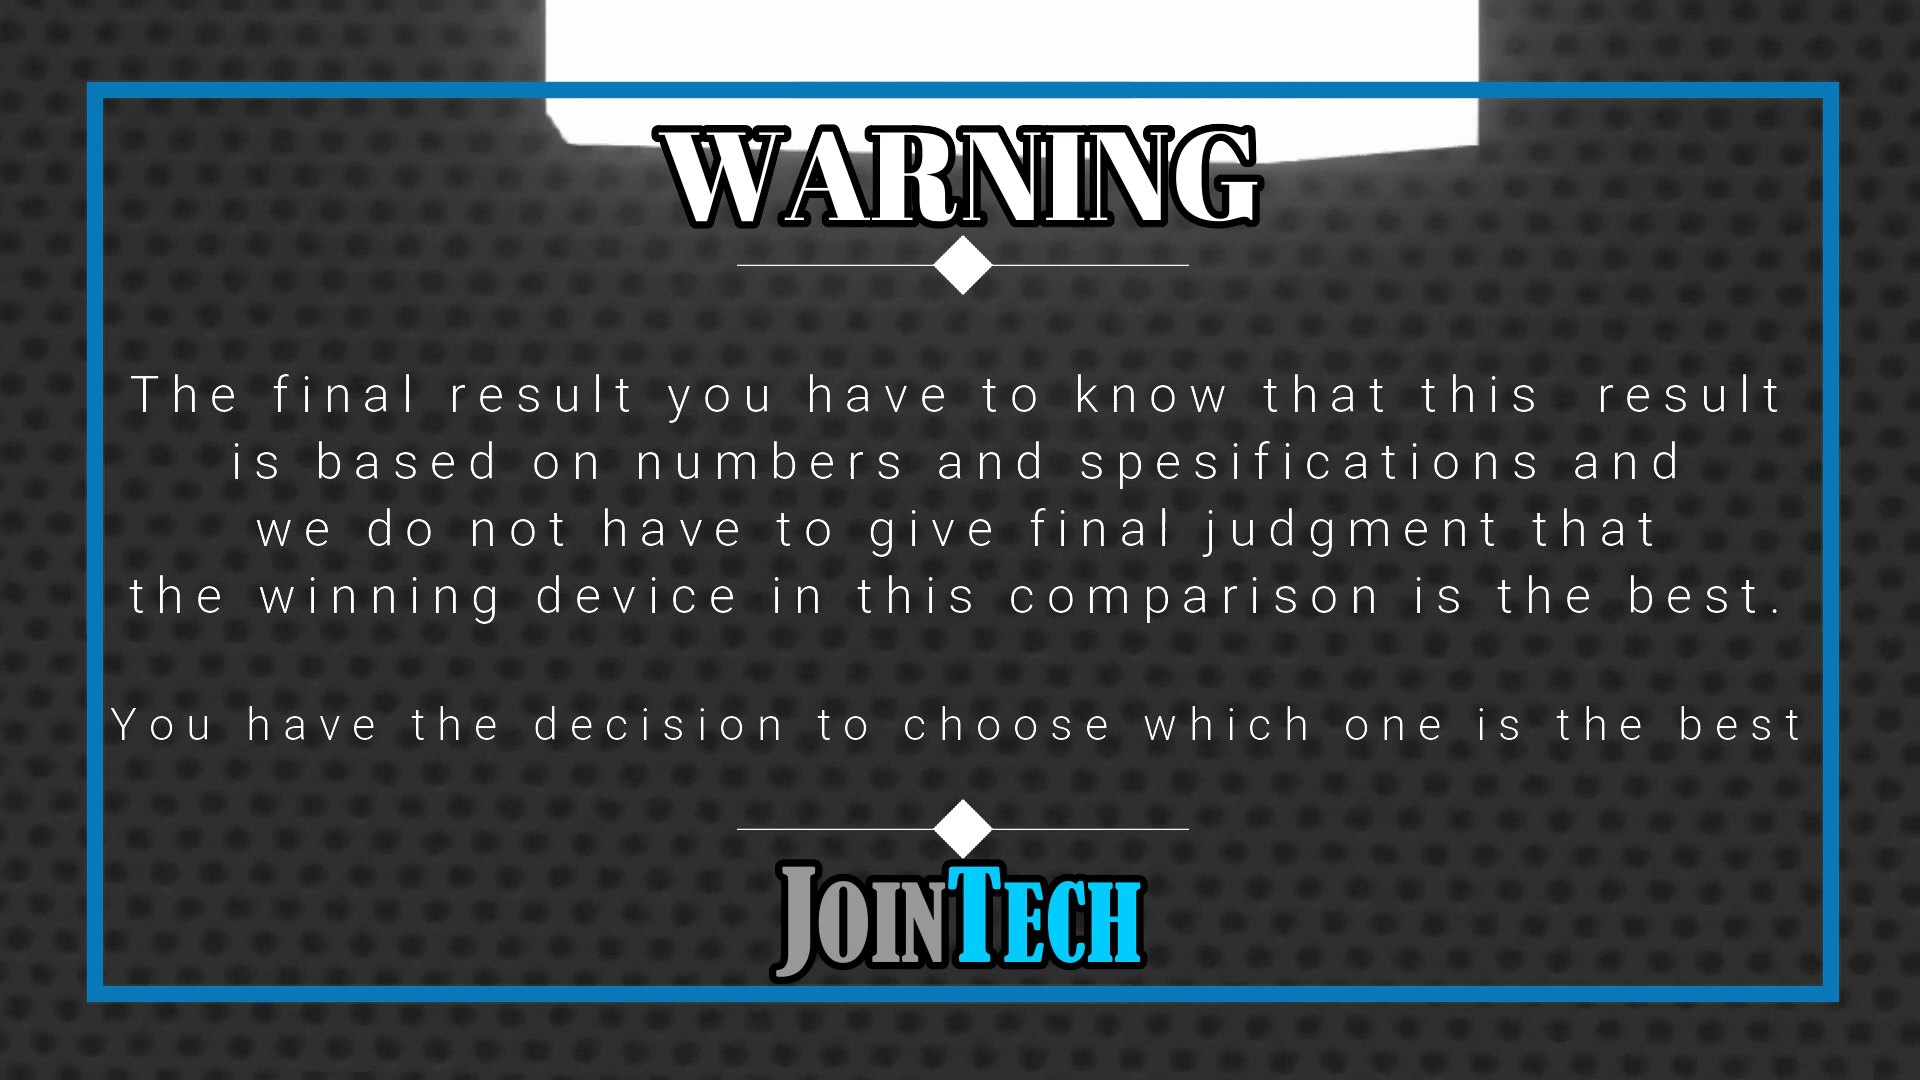 WARNING
The final result you have to know that this result
is based on numbers and spesifications and
we do not have to give final judgment that
the winning device in this comparison is the best.
You have the decision to choose which one is the best
JOINTECH